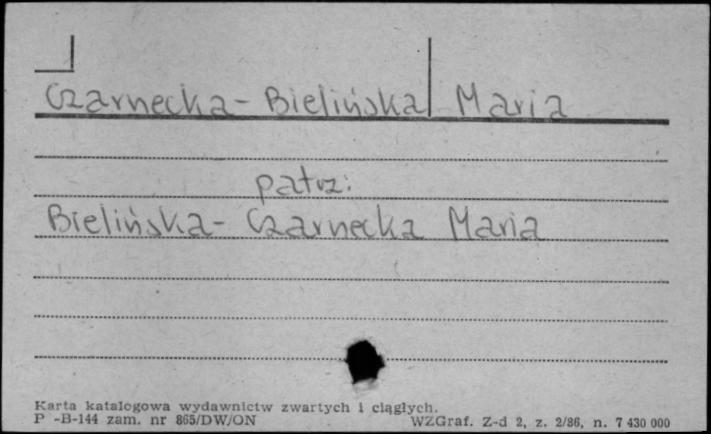 Czarnecka-Bielińska Maria
patrz:
Bielińska-Czarnecka Maria
Karta katalogowa wydawnictw zwartych i ciągłych.
P -B-144 zam. nr 865/DW/ON WZGraf. Z-d 2, z. 2/86, n. 7 430 000